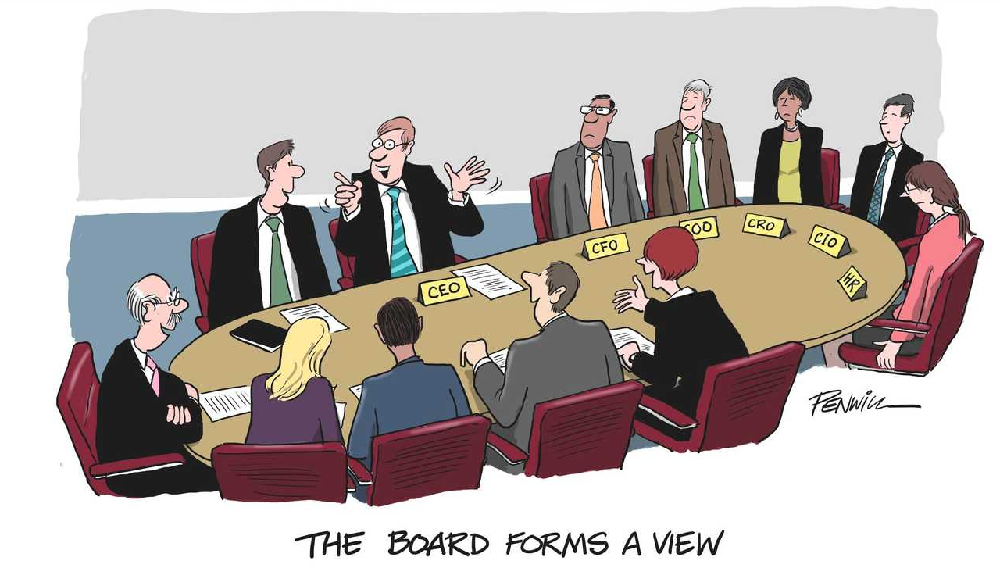 CEO
CFO
COO
CRO
CIO
HR
PENWILL
THE BOARD FORMS A VIEW